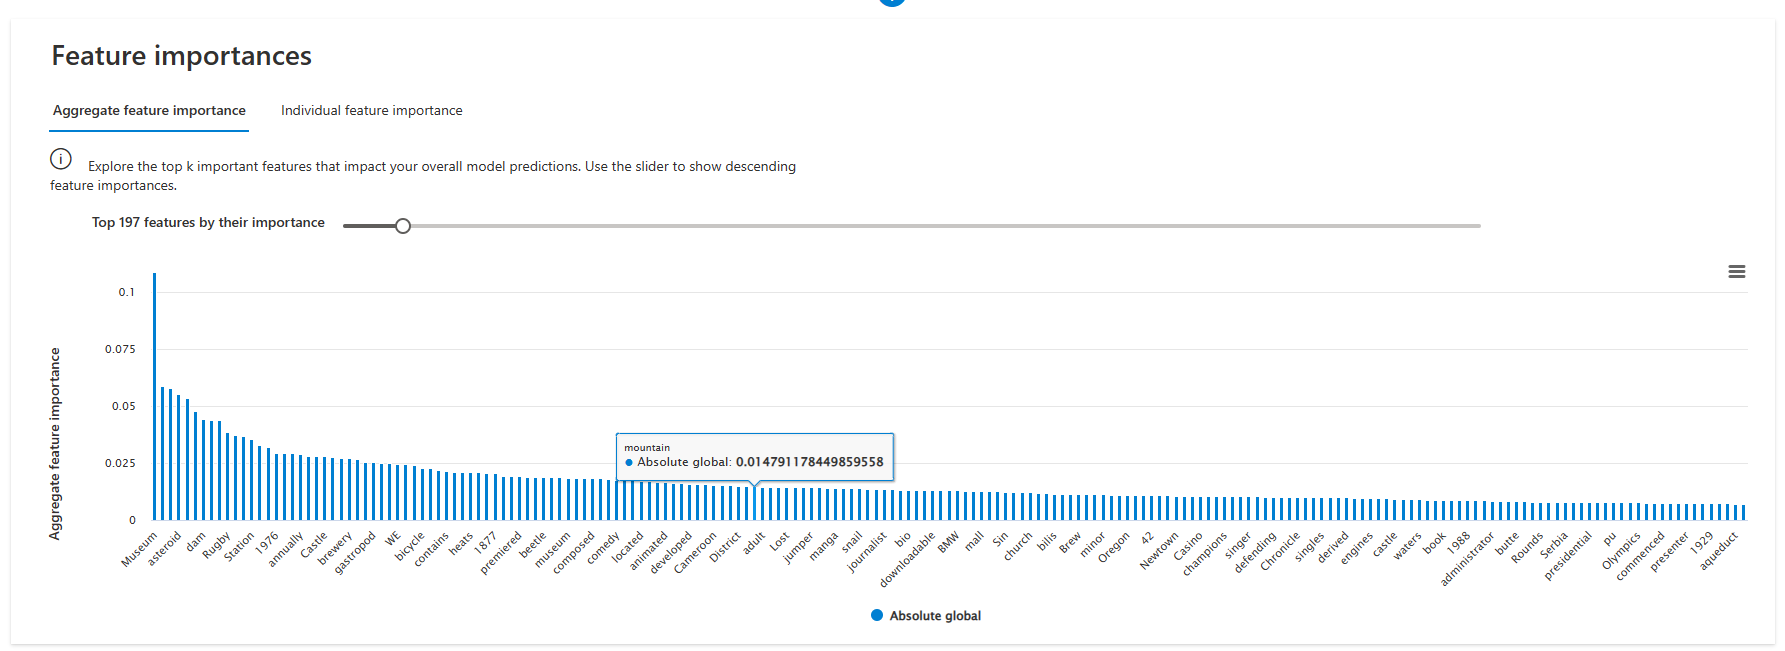 Feature importances
Aggregate feature importance
Individual feature importance
Explore the top k important features that impact your overall model predictions. Use the slider to show descending
feature importances.
Top 197 features by their importance
Aggregate feature importance
0.1
0.075
0.05
0.025
0
mountain
Absolute global: 0.014791178449859558
Museum
asteroid
dam
Rugby
Station
1976
annually
Castle
brewery
gastropod
WE
bicycle
contains
heats
1877
premiered
beetle
museum
composed
comedy
located
animated
developed
Cameroon
District
adult
Lost
jumper
manga
snail
journalist
bio
downloadable
BMW
mall
Sin
church
bilis
Brew
minor
Oregon
42
Newtown
Casino
champions
singer
defending
Chronicle
singles
derived
engines
castle
waters
book
1988
administrator
butte
Rounds
Serbia
presidential
pu
Olympics
commenced
presenter
1929
aqueduct
Absolute global